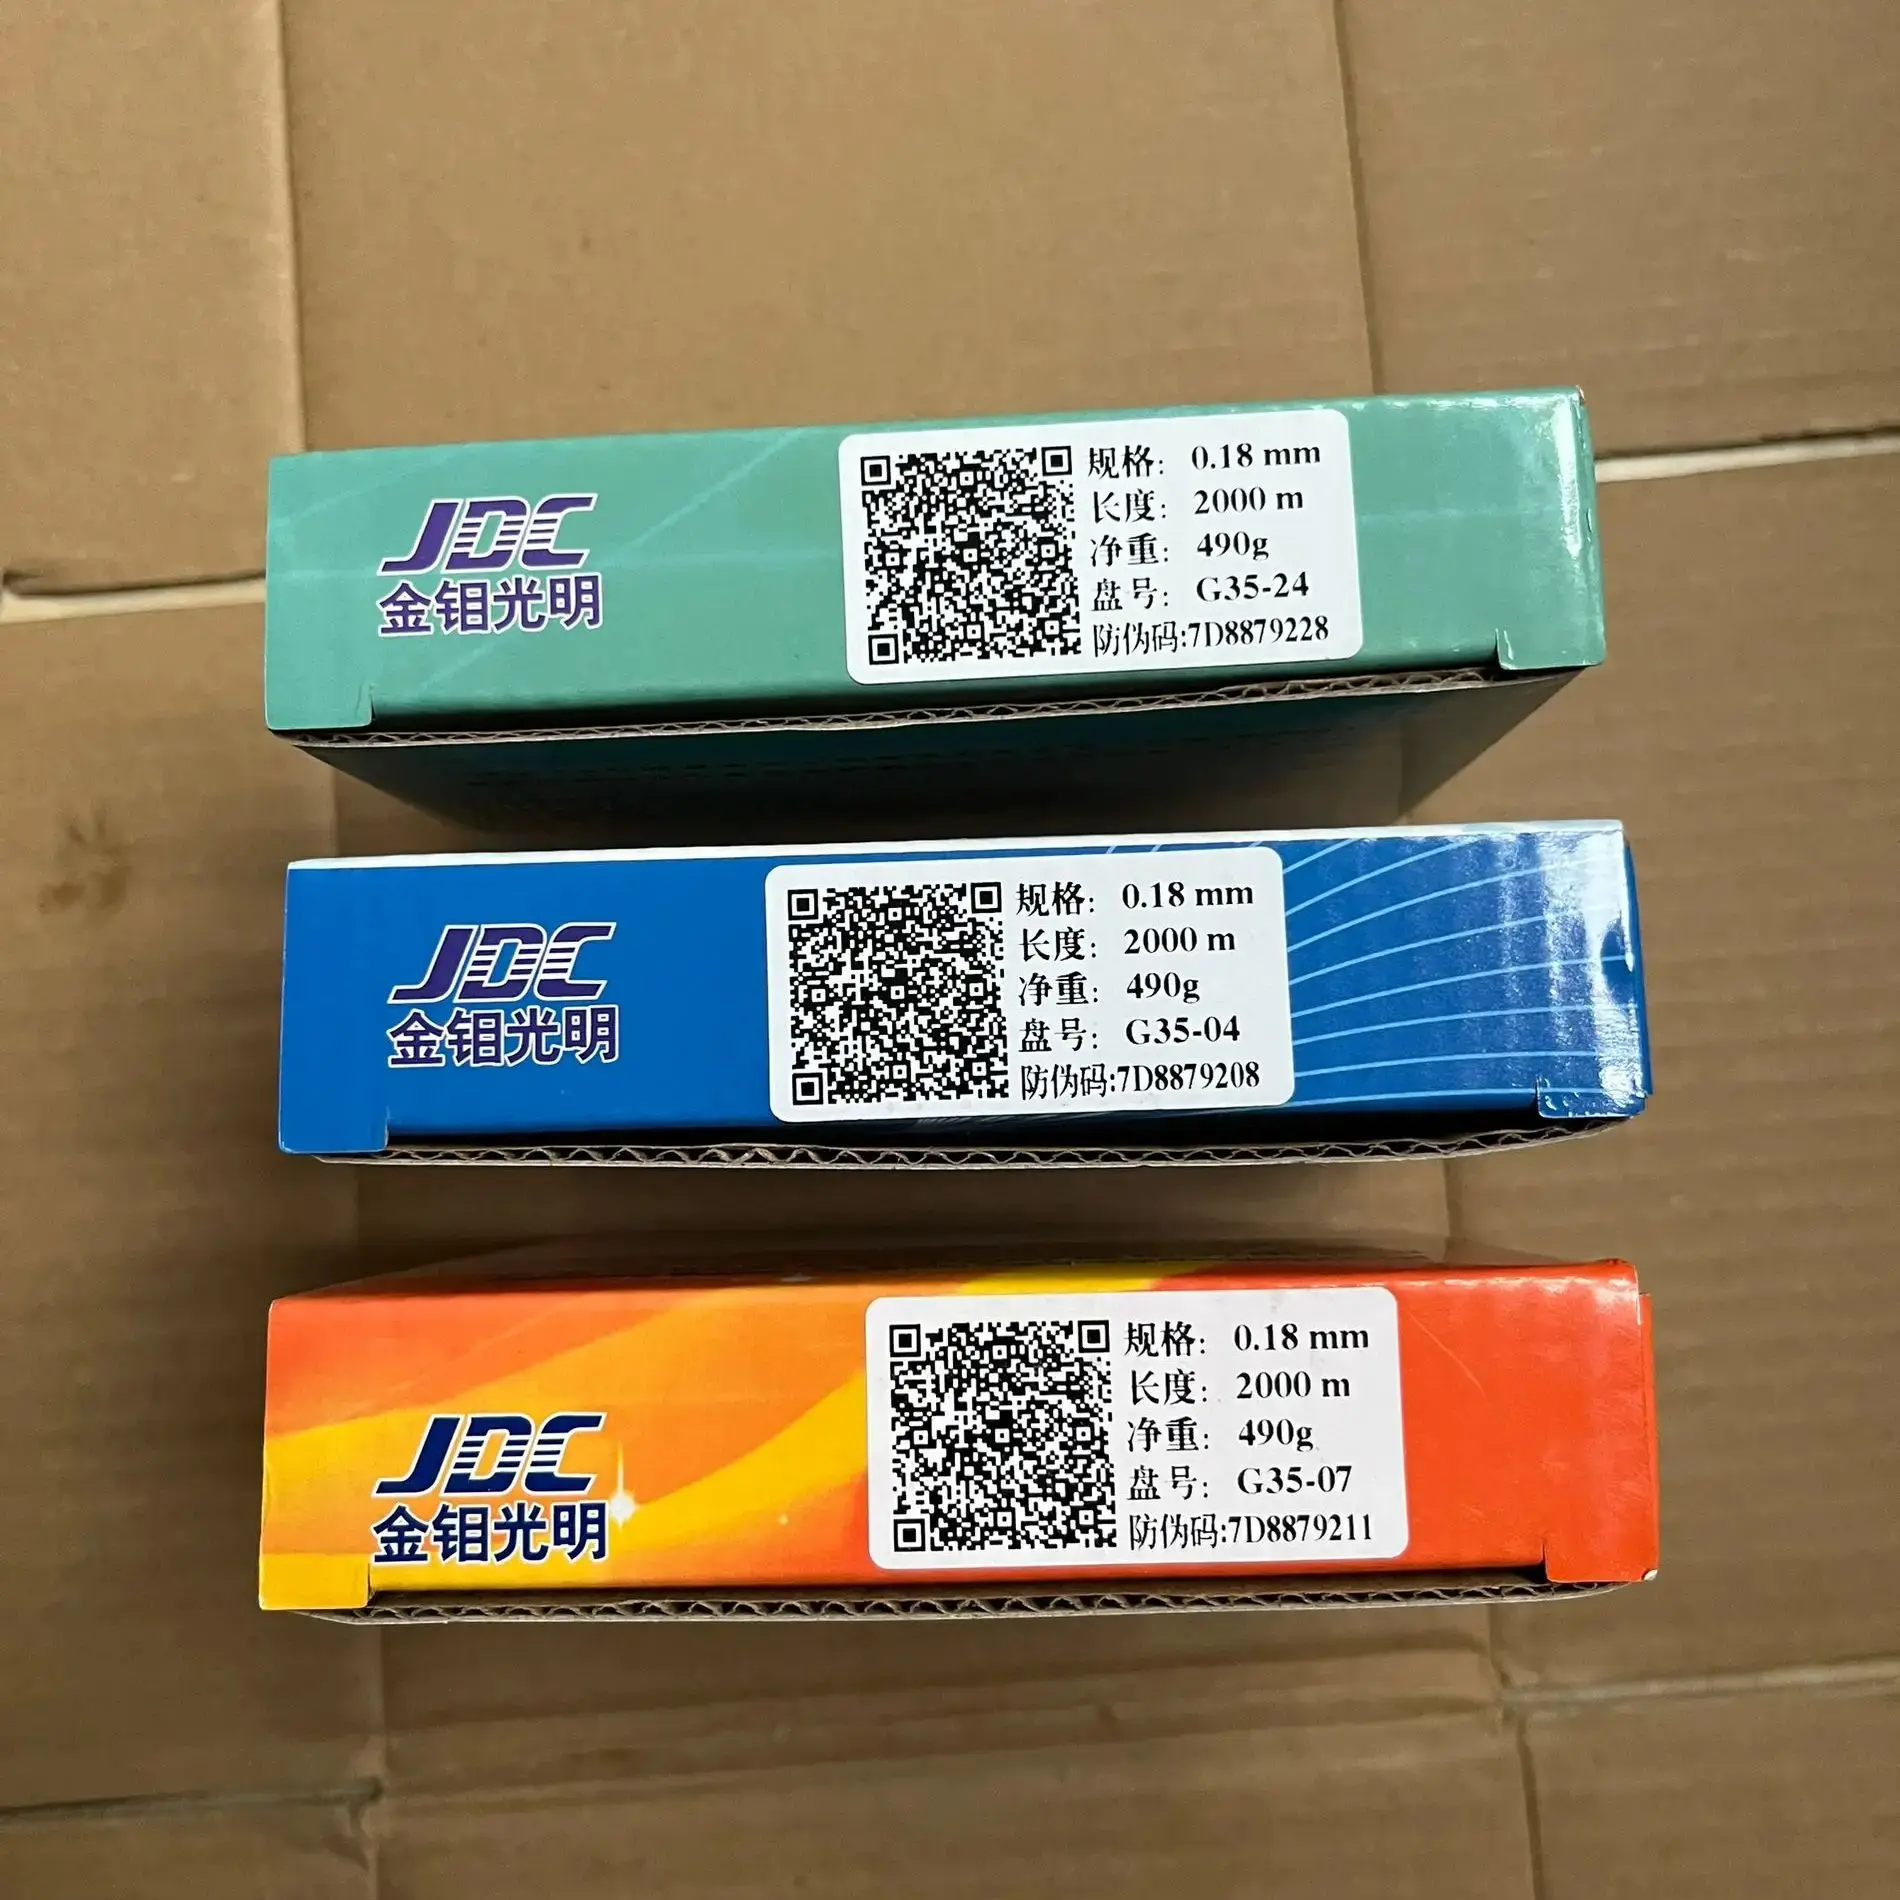 JDC
金钼光明
规格: 0.18 mm
长度: 2000 m
净重: 490g
盘号: G35-24
防伪码:7D8879228
JDC
金钼光明
规格: 0.18 mm
长度: 2000 m
净重: 490g
盘号: G35-04
防伪码:7D8879208
JDC
金钼光明
规格: 0.18 mm
长度: 2000 m
净重: 490g
盘号: G35-07
防伪码:7D8879211